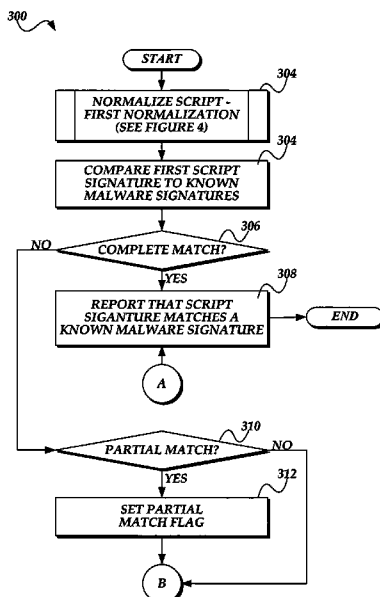 300
START
304
NORMALIZE SCRIPT -
FIRST NORMALIZATION
(SEE FIGURE 4)
304
COMPARE FIRST SCRIPT
SIGNATURE TO KNOWN
MALWARE SIGNATURES
306
NO
COMPLETE MATCH?
YES
308
REPORT THAT SCRIPT
SIGANTURE MATCHES A
KNOWN MALWARE SIGNATURE
END
A
310
PARTIAL MATCH?
NO
YES
312
SET PARTIAL
MATCH FLAG
B